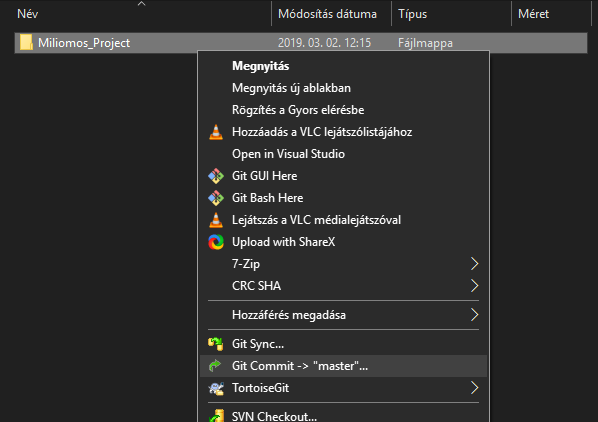 Név Módosítás dátuma Típus Méret
Miliomos_Project 2019. 03. 02. 12:15 Fájlmappa
Megnyitás
Megnyitás új ablakban
Rögzítés a Gyors elérésbe
Hozzáadás a VLC lejátszólistájához
Open in Visual Studio
Git GUI Here
Git Bash Here
Lejátszás a VLC médialejátszóval
Upload with ShareX
7-Zip
CRC SHA
Hozzáférés megadása
Git Sync...
Git Commit -> "master"...
TortoiseGit
SVN Checkout...